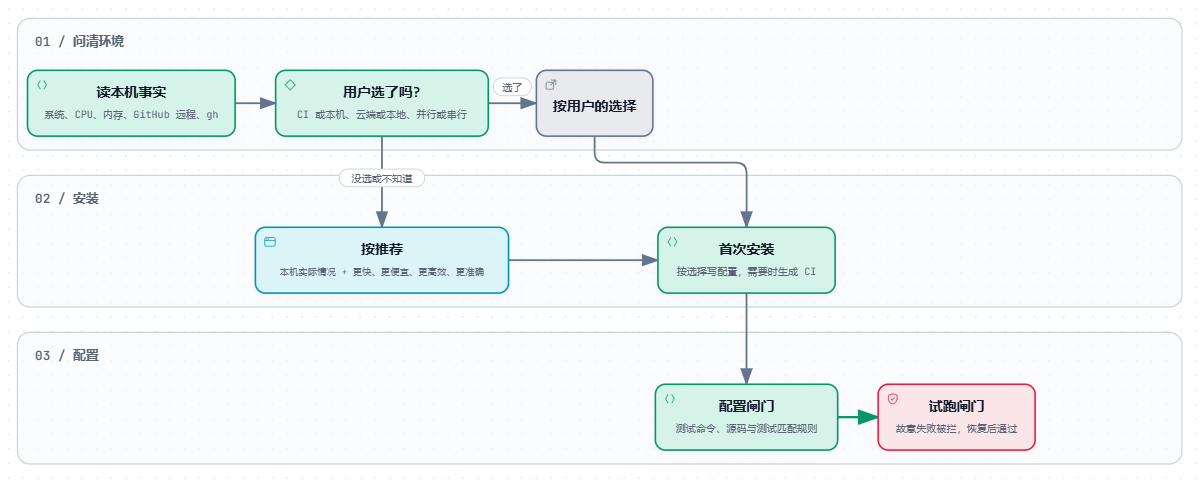 01 / 问清环境
读本机事实
系统、CPU、内存、GitHub 远程、gh
用户选了吗?
CI 或本机、云端或本地、并行或串行
选了
按用户的选择
没选或不知道
02 / 安装
按推荐
本机实际情况 + 更快、更便宜、更高效、更准确
首次安装
按选择写配置，需要时生成 CI
03 / 配置
配置闸门
测试命令、源码与测试匹配规则
试跑闸门
故意失败被拦，恢复后通过